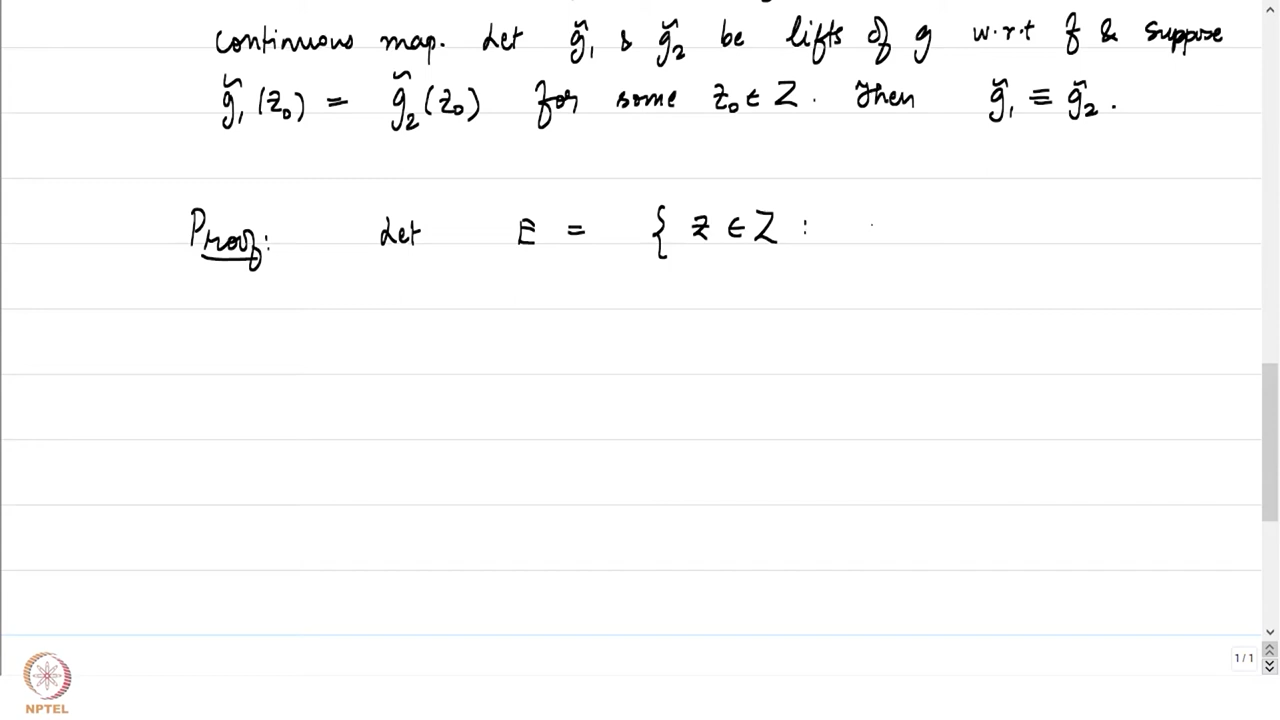 continuous map. Let g̃₁ & g̃₂ be lifts of g w.r.t f & suppose
g̃₁(z₀) = g̃₂(z₀) for some z₀ ∈ Z. Then g̃₁ ≡ g̃₂.
Proof: Let E = { z ∈ Z :
1/1
NPTEL